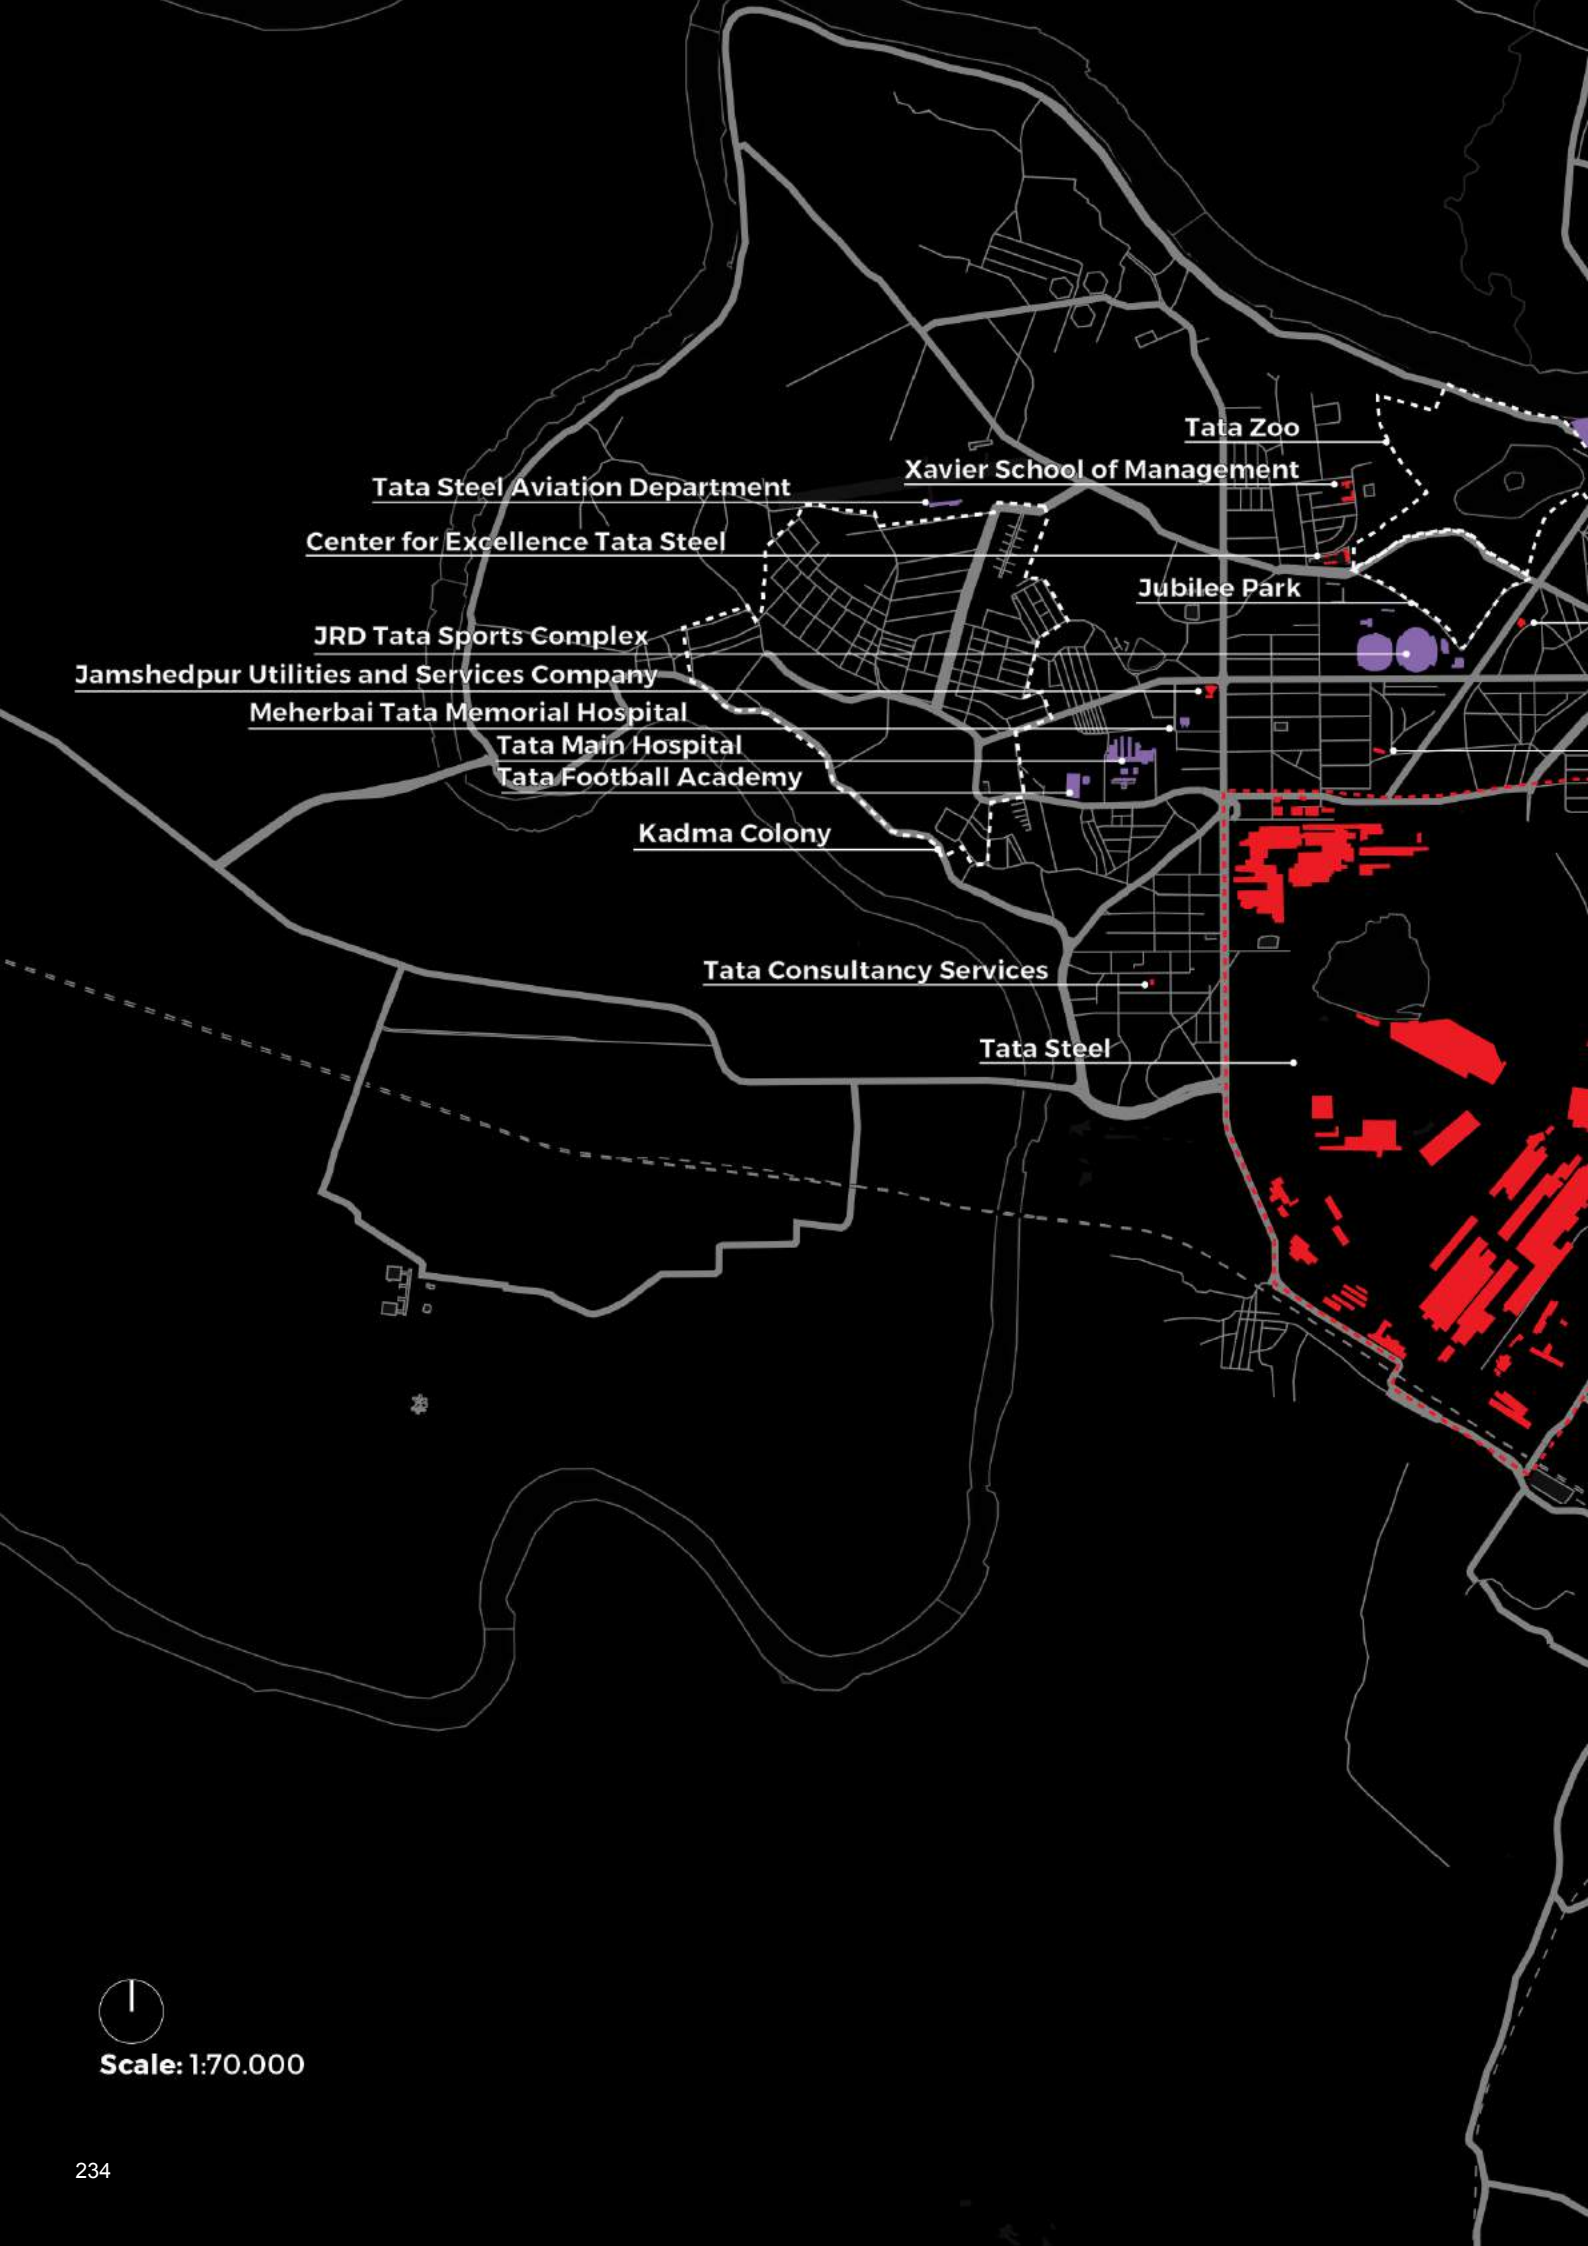 Tata Zoo
Xavier School of Management
Tata Steel Aviation Department
Center for Excellence Tata Steel
Jubilee Park
JRD Tata Sports Complex
Jamshedpur Utilities and Services Company
Meherbai Tata Memorial Hospital
Tata Main Hospital
Tata Football Academy
Kadma Colony
Tata Consultancy Services
Tata Steel
Scale: 1:70.000
234